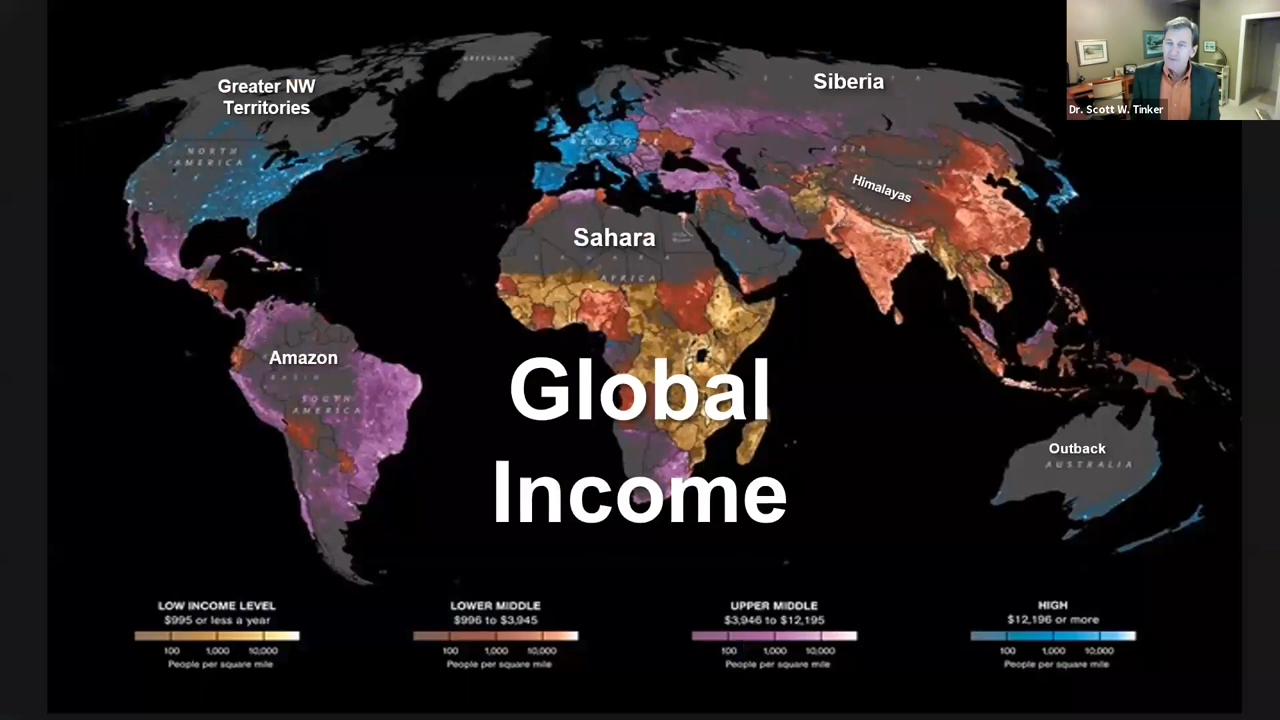 Dr. Scott W. Tinker
GREENLAND
Greater NW
Territories
Siberia
NORTH
AMERICA
EUROPE
ASIA
Himalayas
Sahara
SAHARA
AFRICA
Amazon
BASIN
SOUTH
AMERICA
Global
Income
Outback
AUSTRALIA
LOW INCOME LEVEL
$995 or less a year
100 1,000 10,000
People per square mile
LOWER MIDDLE
$996 to $3,945
100 1,000 10,000
People per square mile
UPPER MIDDLE
$3,946 to $12,195
100 1,000 10,000
People per square mile
HIGH
$12,196 or more
100 1,000 10,000
People per square mile